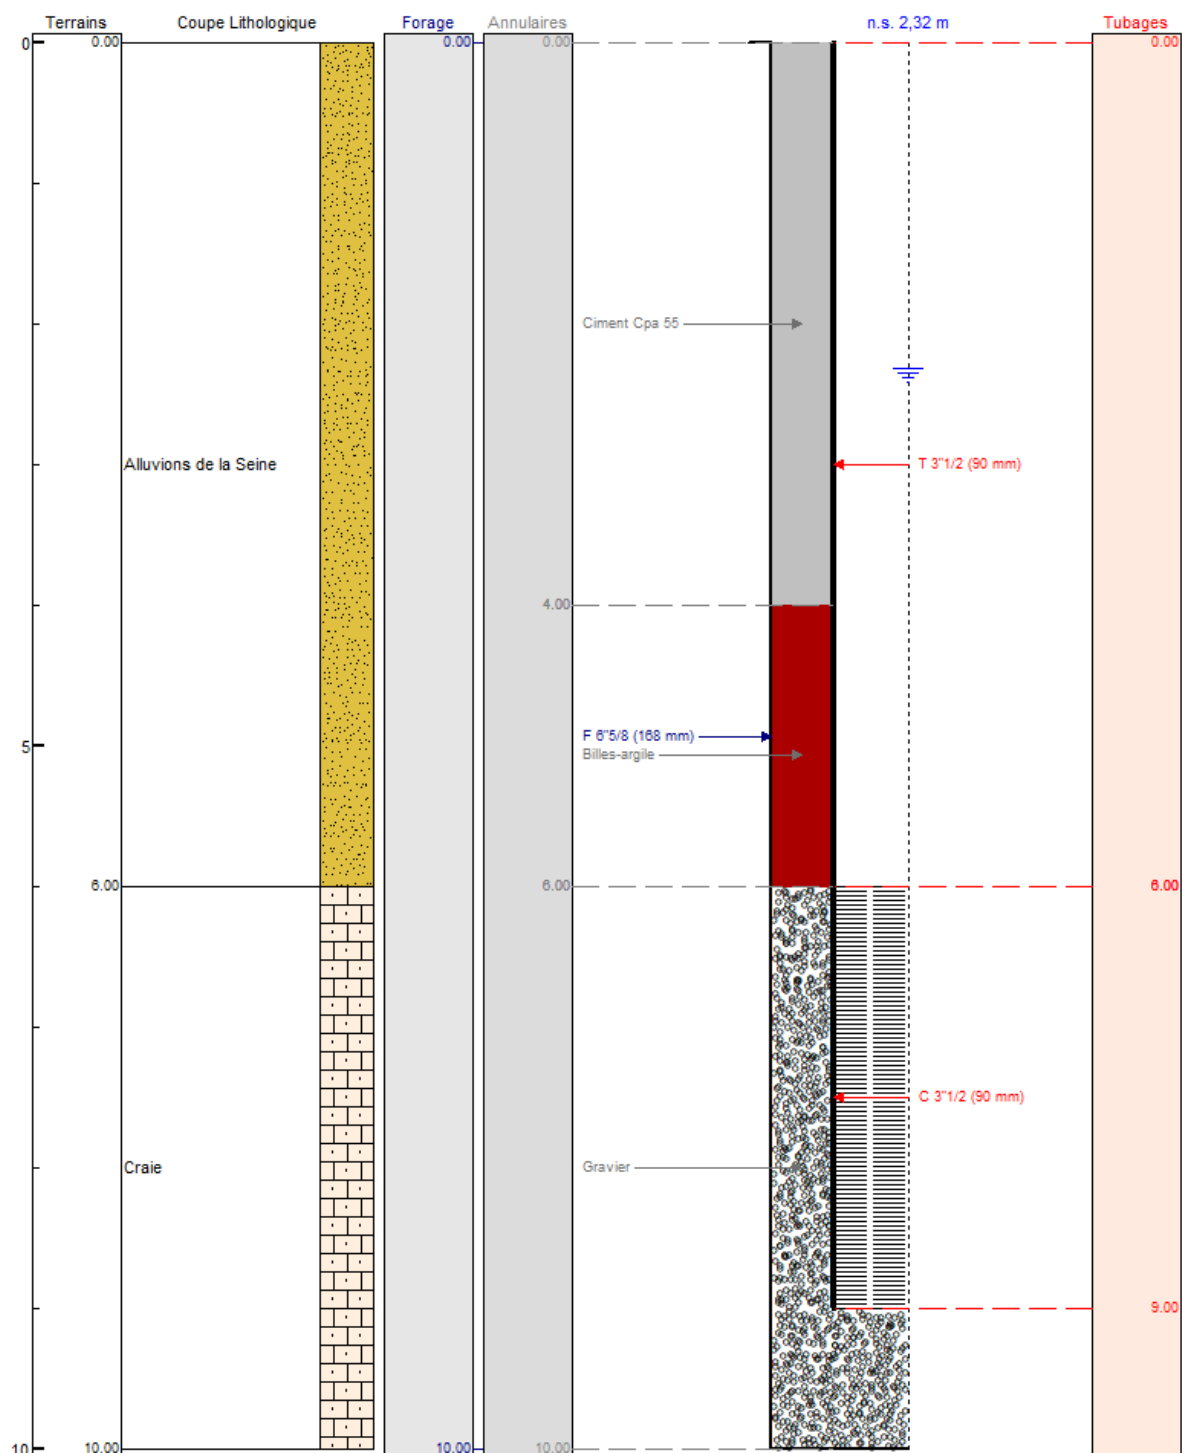 Terrains Coupe Lithologique Forage Annulaires n.s. 2,32 m Tubages
0 0.00 0.00 0.00 0.00
Ciment Cpa 55
Alluvions de la Seine T 3"1/2 (90 mm)
4.00
F 6"5/8 (168 mm)
5
Billes-argile
6.00 6.00 6.00
C 3"1/2 (90 mm)
Craie Gravier
9.00
10 10.00 10.00 10.00